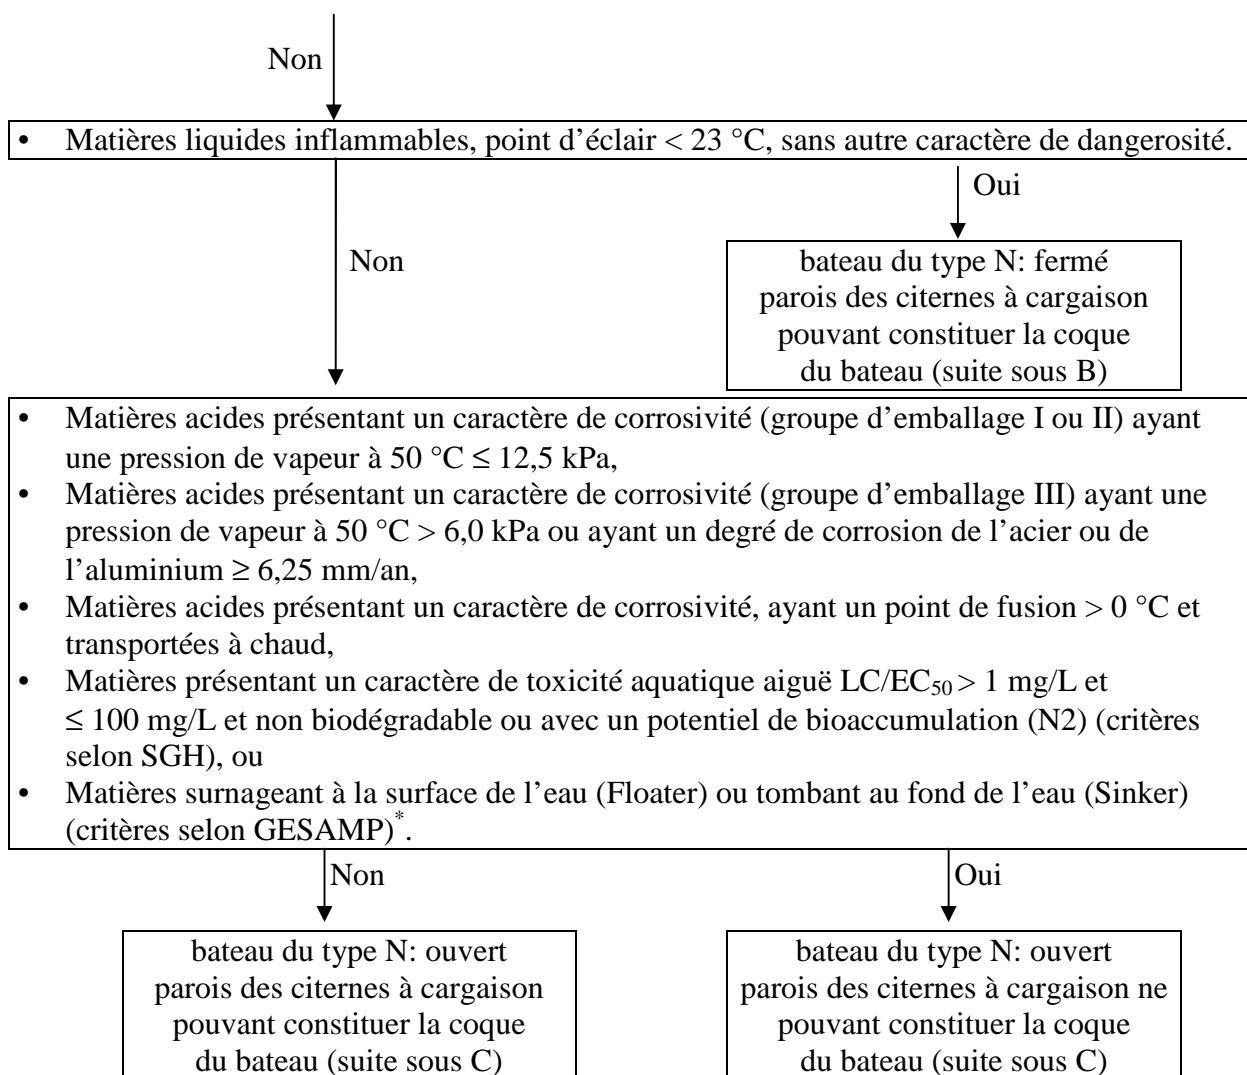 Non
• Matières liquides inflammables, point d’éclair < 23 °C, sans autre caractère de dangerosité.
Oui
Non
bateau du type N: fermé
parois des citernes à cargaison
pouvant constituer la coque
du bateau (suite sous B)
• Matières acides présentant un caractère de corrosivité (groupe d’emballage I ou II) ayant
une pression de vapeur à 50 °C ≤ 12,5 kPa,
• Matières acides présentant un caractère de corrosivité (groupe d’emballage III) ayant une
pression de vapeur à 50 °C > 6,0 kPa ou ayant un degré de corrosion de l’acier ou de
l’aluminium ≥ 6,25 mm/an,
• Matières acides présentant un caractère de corrosivité, ayant un point de fusion > 0 °C et
transportées à chaud,
• Matières présentant un caractère de toxicité aquatique aiguë LC/EC50 > 1 mg/L et
≤ 100 mg/L et non biodégradable ou avec un potentiel de bioaccumulation (N2) (critères
selon SGH), ou
• Matières surnageant à la surface de l’eau (Floater) ou tombant au fond de l’eau (Sinker)
(critères selon GESAMP)*.
Non
Oui
bateau du type N: ouvert
parois des citernes à cargaison
pouvant constituer la coque
du bateau (suite sous C)
bateau du type N: ouvert
parois des citernes à cargaison ne
pouvant constituer la coque
du bateau (suite sous C)